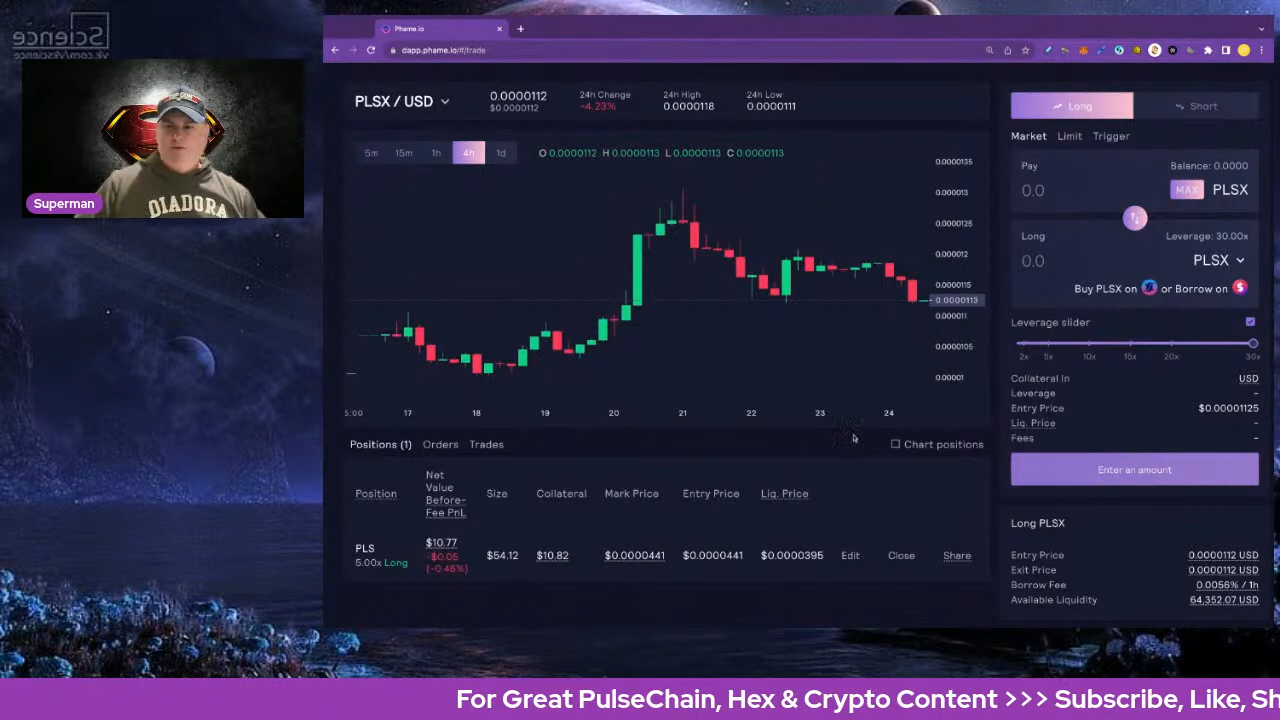 Science
vk.com/vkscience
DIADORA
Superman
Phame.io
dapp.phame.io/#/trade
PLSX / USD
0.0000112
$0.0000112
24h Change
-4.23%
24h High
0.0000118
24h Low
0.0000111
5m 15m 1h 4h 1d
O 0.0000112 H 0.0000113 L 0.0000113 C 0.0000113
0.0000135
0.000013
0.0000125
0.000012
0.0000115
0.0000113
0.000011
0.0000105
0.00001
5:00 17 18 19 20 21 22 23 24
Positions (1) Orders Trades
Chart positions
Position
Net
Value
Before-
Fee PnL
Size
Collateral
Mark Price
Entry Price
Liq. Price
PLS
5.00x Long
$10.77
-$0.05
(-0.46%)
$54.12
$10.82
$0.0000441
$0.0000441
$0.0000395
Edit
Close
Share
Long Short
Market Limit Trigger
Pay Balance: 0.0000
0.0 MAX PLSX
Long Leverage: 30.00x
0.0 PLSX
Buy PLSX on or Borrow on
Leverage slider
2x 5x 10x 15x 20x 30x
Collateral In USD
Leverage -
Entry Price $0.00001125
Liq. Price -
Fees -
Enter an amount
Long PLSX
Entry Price 0.0000112 USD
Exit Price 0.0000112 USD
Borrow Fee 0.0056% / 1h
Available Liquidity 64,352.07 USD
For Great PulseChain, Hex & Crypto Content >>> Subscribe, Like, Sh